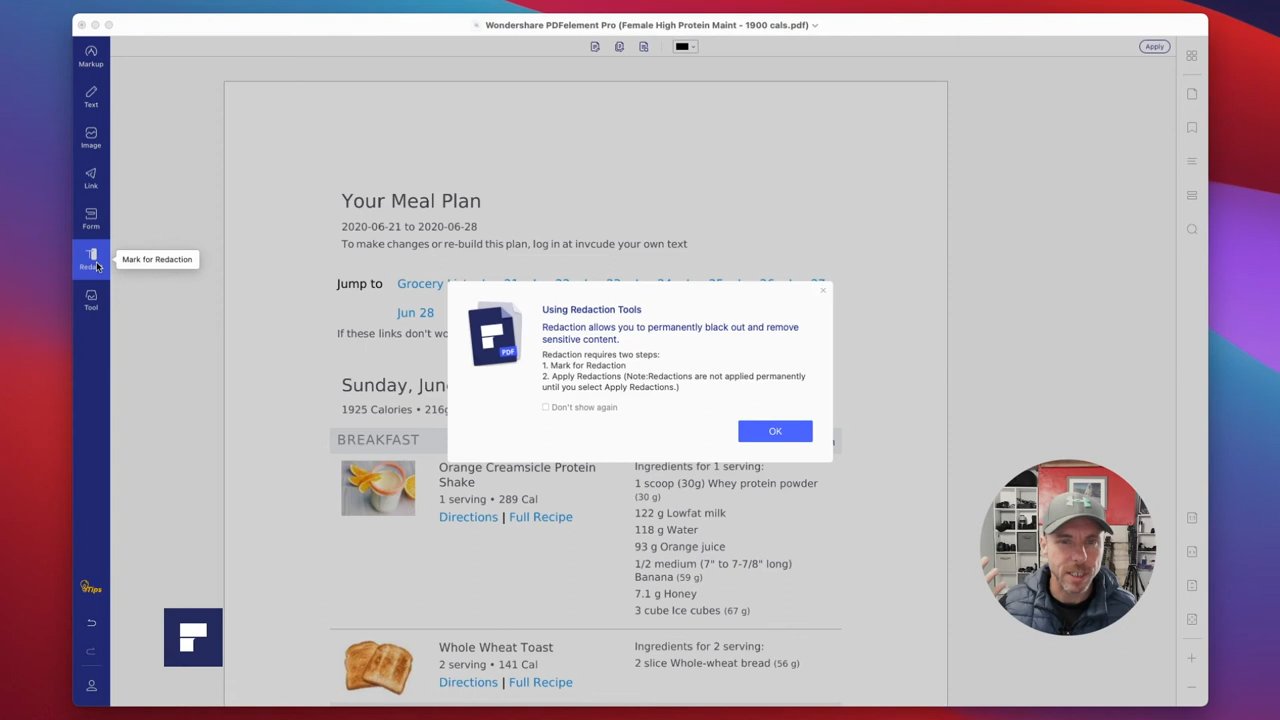 Wondershare PDFelement Pro (Female High Protein Maint - 1900 cals.pdf)
Apply
Markup
Text
Image
Link
Form
Mark for Redaction
Tool
Tips
Your Meal Plan
2020-06-21 to 2020-06-28
To make changes or re-build this plan, log in at invcude your own text
Jump to Grocery
Jun 28
If these links don't
Sunday,
1925 Calories •
Using Redaction Tools
Redaction allows you to permanently black out and remove
sensitive content.
Redaction requires two steps:
1. Mark for Redaction
2. Apply Redactions (Note:Redactions are not applied permanently
until you select Apply Redactions.)
Don't show again
OK
PDF
BREAKFAST
Orange Creamsicle Protein
Shake
1 serving • 289 Cal
Directions | Full Recipe
Ingredients for 1 serving:
1 scoop (30g) Whey protein powder
(30 g)
122 g Lowfat milk
118 g Water
93 g Orange juice
1/2 medium (7" to 7-7/8" long)
Banana (59 g)
7.1 g Honey
3 cube Ice cubes (67 g)
Whole Wheat Toast
2 serving • 141 Cal
Directions | Full Recipe
Ingredients for 2 serving:
2 slice Whole-wheat bread (56 g)